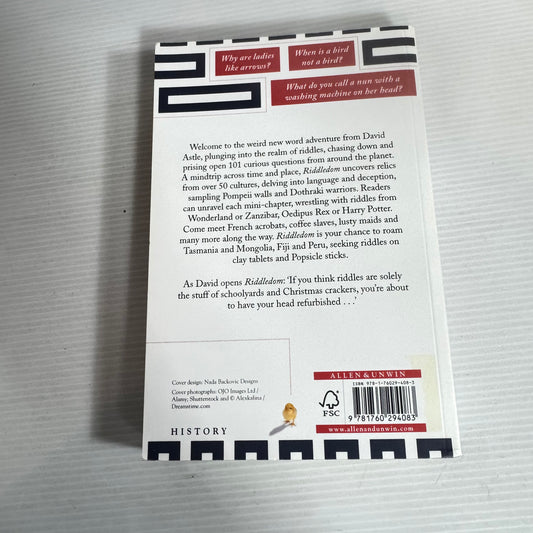 Why are ladies
like arrows?
When is a bird
not a bird?
What do you call a nun with a
washing machine on her head?
Welcome to the weird new word adventure from David
Astle, plunging into the realm of riddles, chasing down and
prising open 101 curious questions from around the planet.
A mindtrip across time and place, Riddledom uncovers relics
from over 50 cultures, delving into language and deception,
sampling Pompeii walls and Dothraki warriors. Readers
can unravel each mini-chapter, wrestling with riddles from
Wonderland or Zanzibar, Oedipus Rex or Harry Potter.
Come meet French acrobats, coffee slaves, lusty maids and
many more along the way. Riddledom is your chance to roam
Tasmania and Mongolia, Fiji and Peru, seeking riddles on
clay tablets and Popsicle sticks.
As David opens Riddledom: 'If you think riddles are solely
the stuff of schoolyards and Christmas crackers, you're about
to have your head refurbished . . .'
Cover design: Nada Backovic Designs
Cover photographs: OJO Images Ltd /
Alamy, Shutterstock and © Alexkalina /
Dreamstime.com
HISTORY
ALLEN & UNWIN
ISBN 978-1-76029-408-3
FSC
9 781760 294083
www.allenandunwin.com